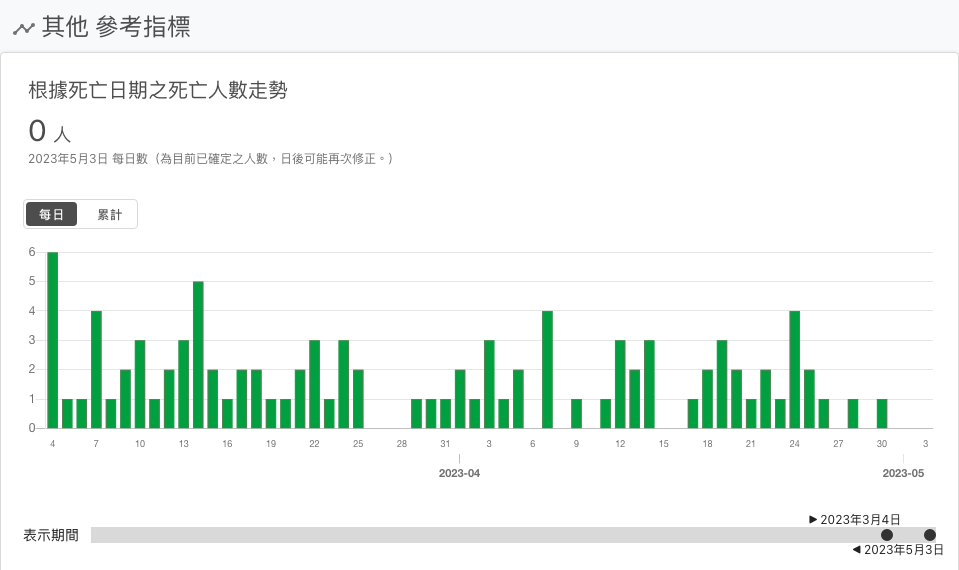 其他 參考指標
根據死亡日期之死亡人數走勢
0 人
2023年5月3日 每日數（為目前已確定之人數，日後可能再次修正。）
每日 累計
6
5
4
3
2
1
0
4 7 10 13 16 19 22 25 28 31 3 6 9 12 15 18 21 24 27 30 3
2023-04 2023-05
▶ 2023年3月4日
表示期間
◀ 2023年5月3日